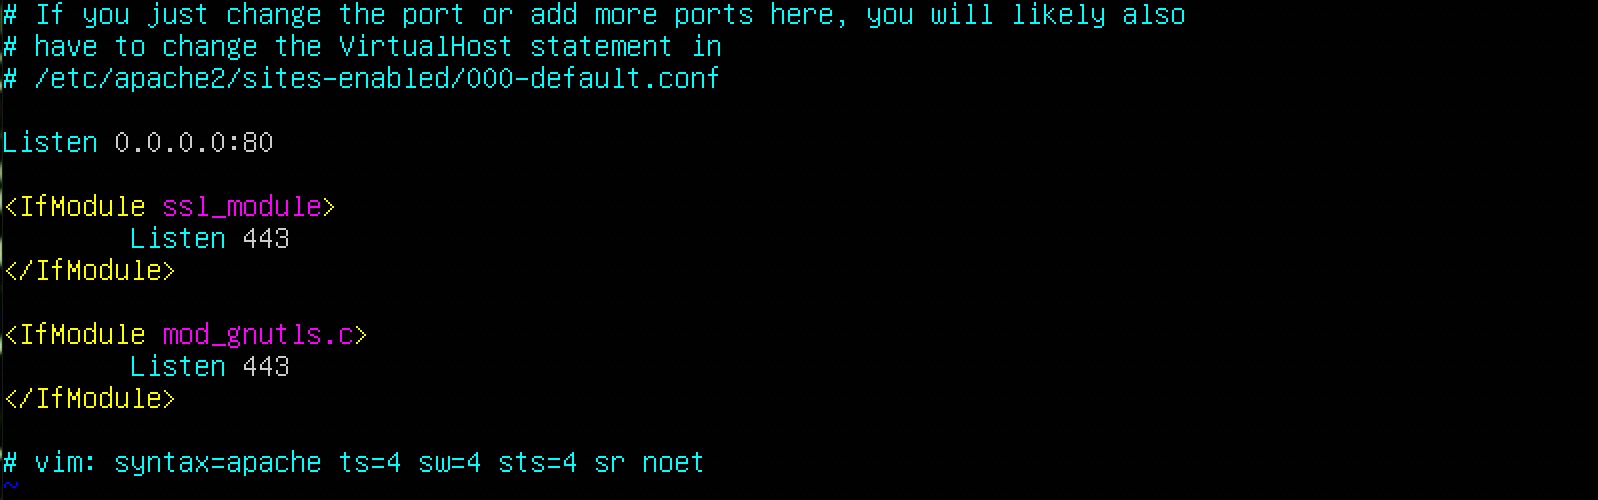 # If you just change the port or add more ports here, you will likely also
# have to change the VirtualHost statement in
# /etc/apache2/sites-enabled/000-default.conf

Listen 0.0.0.0:80

<IfModule ssl_module>
        Listen 443
</IfModule>

<IfModule mod_gnutls.c>
        Listen 443
</IfModule>

# vim: syntax=apache ts=4 sw=4 sts=4 sr noet
~